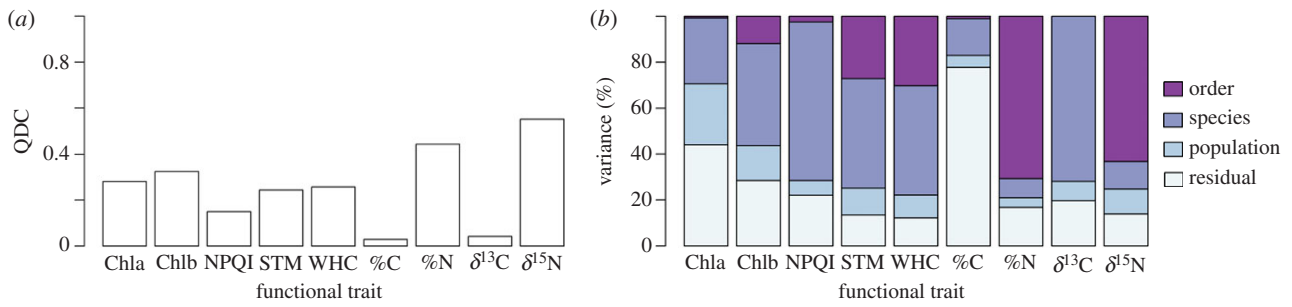 (a)
QDC
0.8
0.4
0
Chla Chlb NPQI STM WHC %C %N δ¹³C δ¹⁵N
functional trait
(b)
variance (%)
80
60
40
20
0
Chla Chlb NPQI STM WHC %C %N δ¹³C δ¹⁵N
functional trait
order
species
population
residual